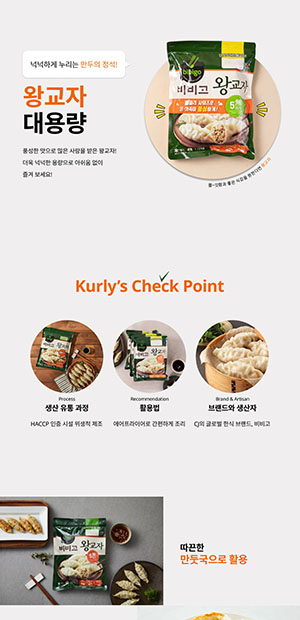 넉넉하게 누리는 만두의 정석!
왕교자
대용량
풍성한 맛으로 많은 사랑을 받은 왕교자!
더욱 넉넉한 용량으로 아쉬움 없이
즐겨 보세요!
bibigo
비비고 왕교자
Kurly's Check Point
Process
생산 유통 과정
HACCP 인증 시설 위생적 제조
Recommendation
활용법
에어프라이어로 간편하게 조리
Brand & Artisan
브랜드와 생산자
CJ의 글로벌 한식 브랜드, 비비고
비비고 왕교자
따끈한
만둣국으로 활용